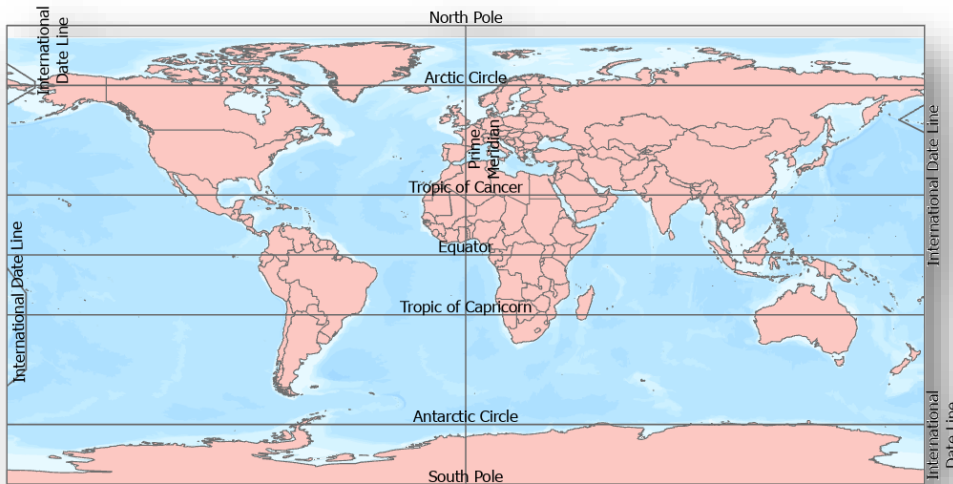 North Pole
International
Date Line
Arctic Circle
Prime
Meridian
International Date Line
Tropic of Cancer
Equator
International Date Line
Tropic of Capricorn
Antarctic Circle
International
Date Line
South Pole